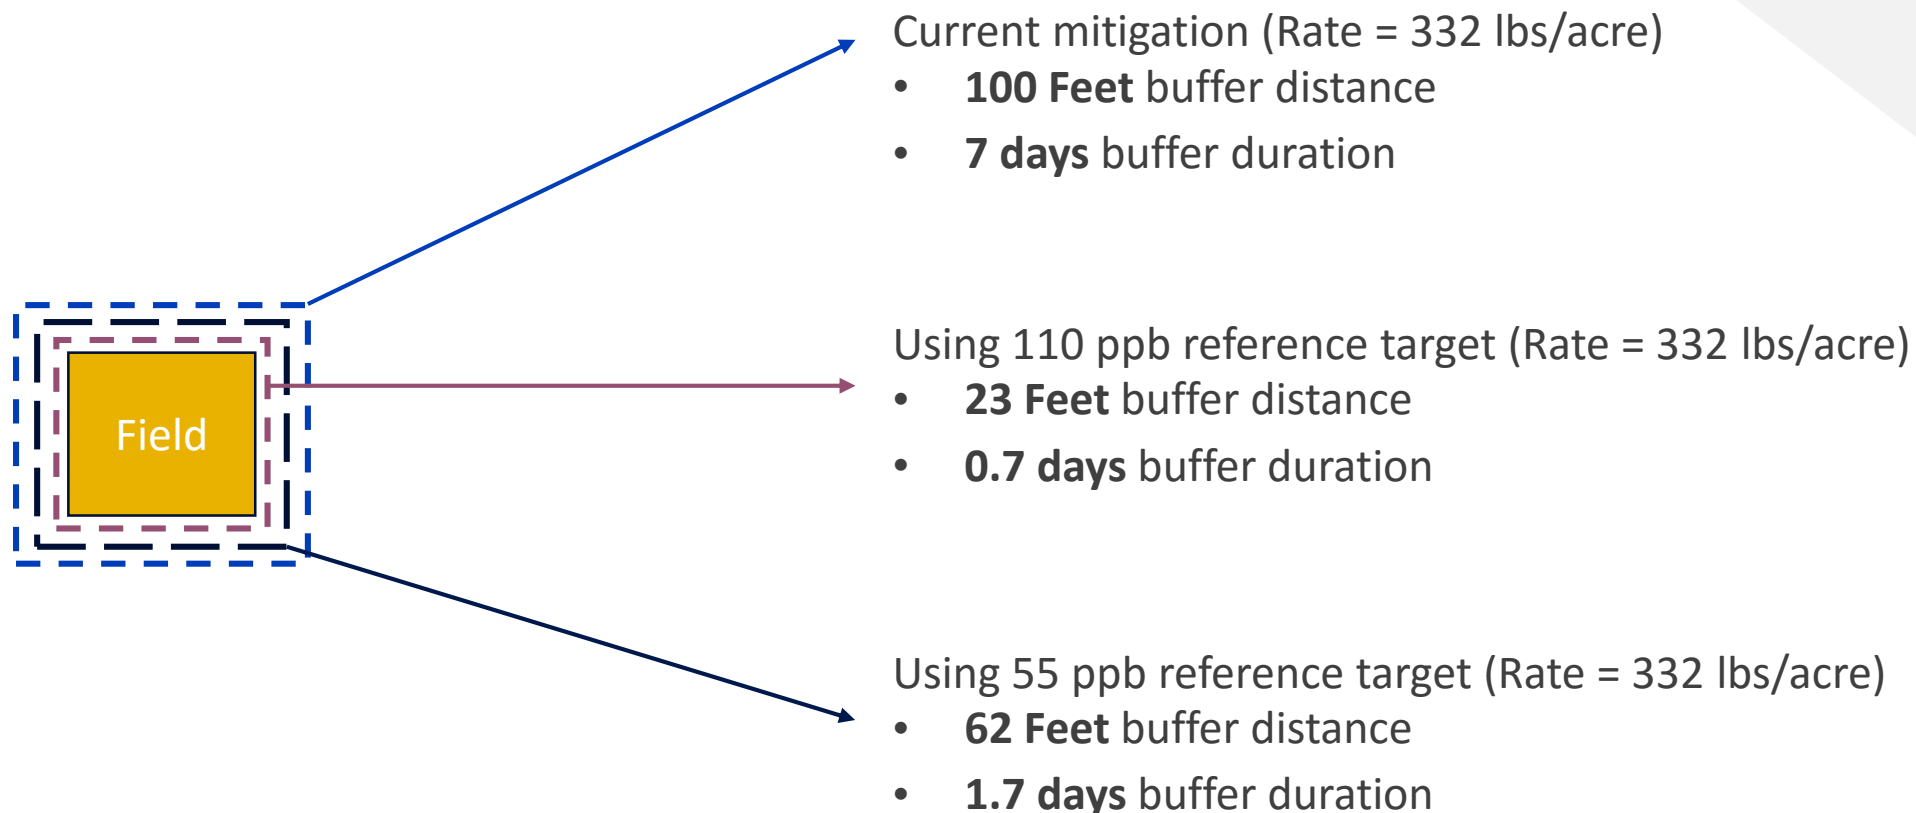 Current mitigation (Rate = 332 lbs/acre)
• 100 Feet buffer distance
• 7 days buffer duration
Using 110 ppb reference target (Rate = 332 lbs/acre)
• 23 Feet buffer distance
Field
• 0.7 days buffer duration
Using 55 ppb reference target (Rate = 332 lbs/acre)
• 62 Feet buffer distance
• 1.7 days buffer duration